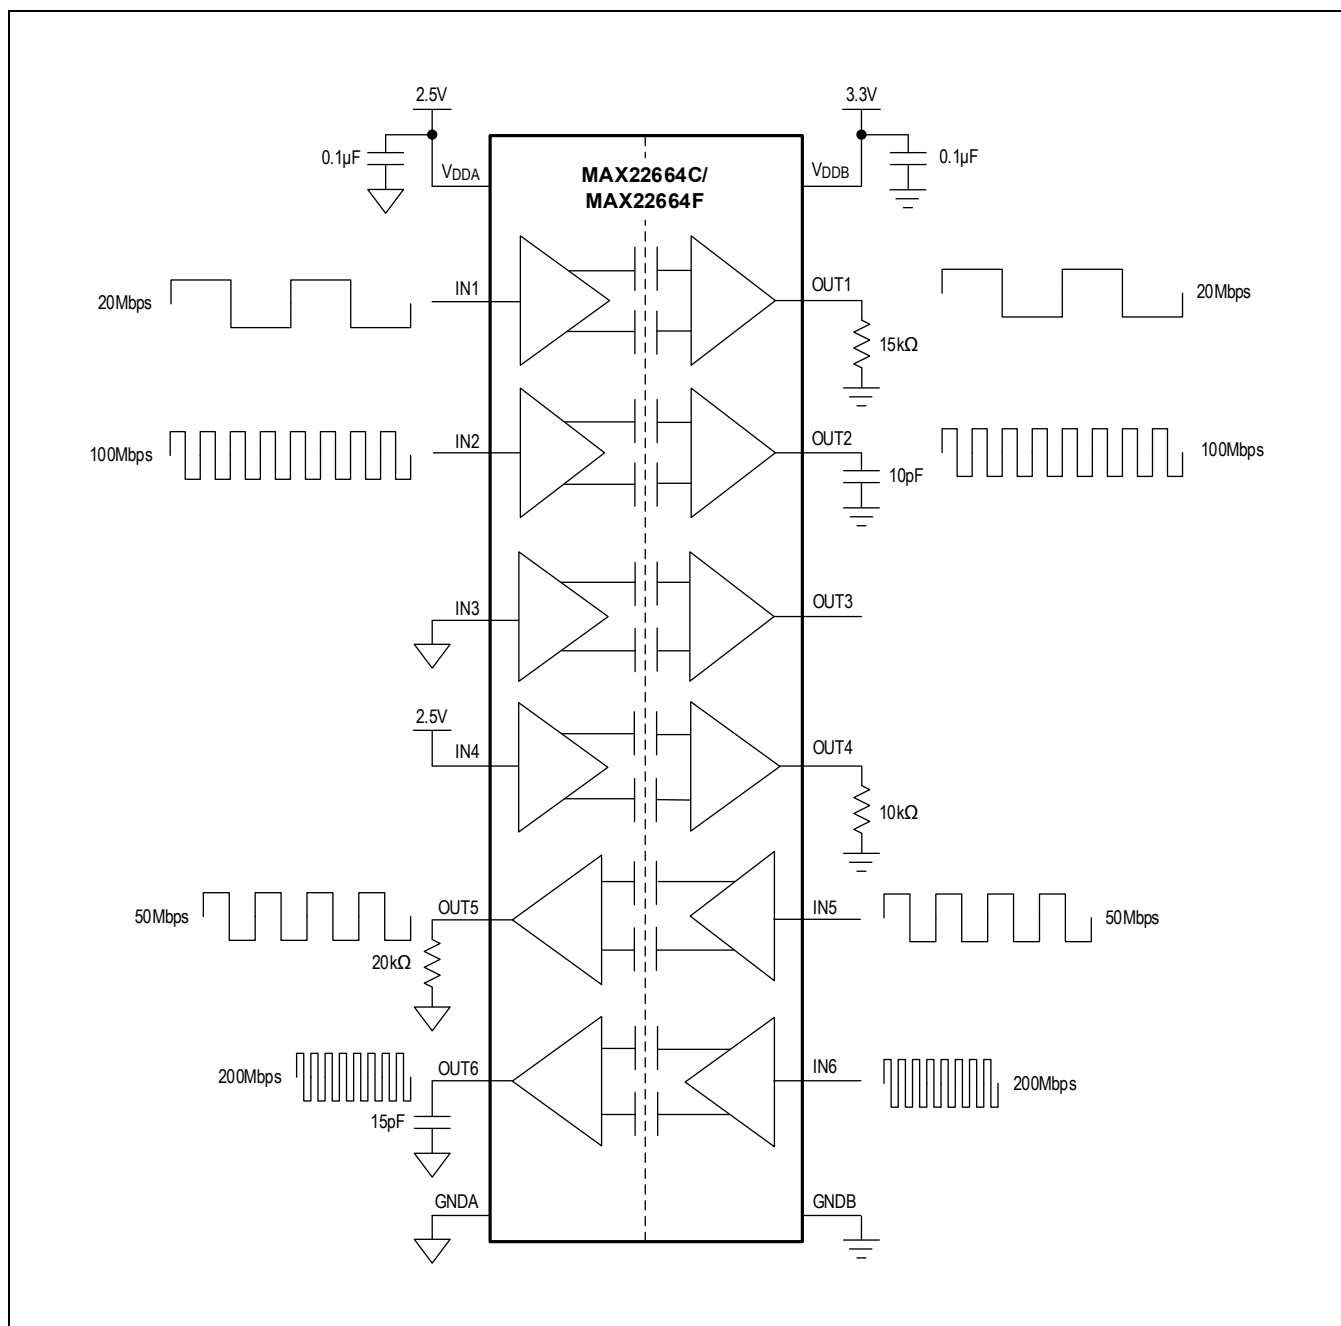 2.5V
3.3V
0.1µF
VDDA
VDDB
0.1µF
MAX22664C/
MAX22664F
20Mbps
IN1
OUT1
20Mbps
15kΩ
100Mbps
IN2
OUT2
100Mbps
10pF
IN3
OUT3
2.5V
IN4
OUT4
10kΩ
50Mbps
OUT5
IN5
50Mbps
20kΩ
200Mbps
OUT6
IN6
200Mbps
15pF
GNDA
GNDB